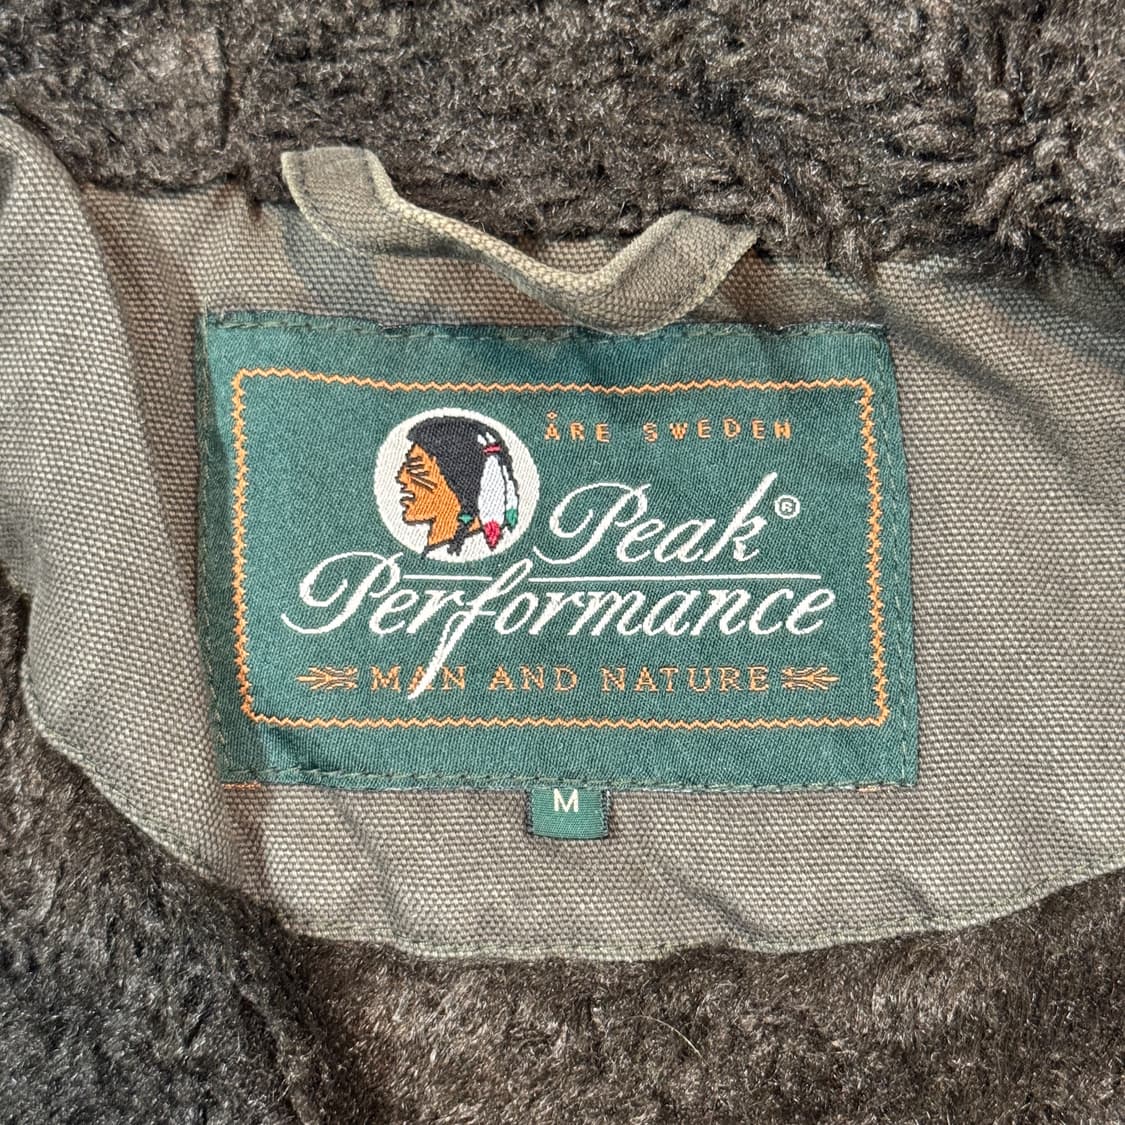 ÅRE SWEDEN
Peak®
Performance
MAN AND NATURE
M